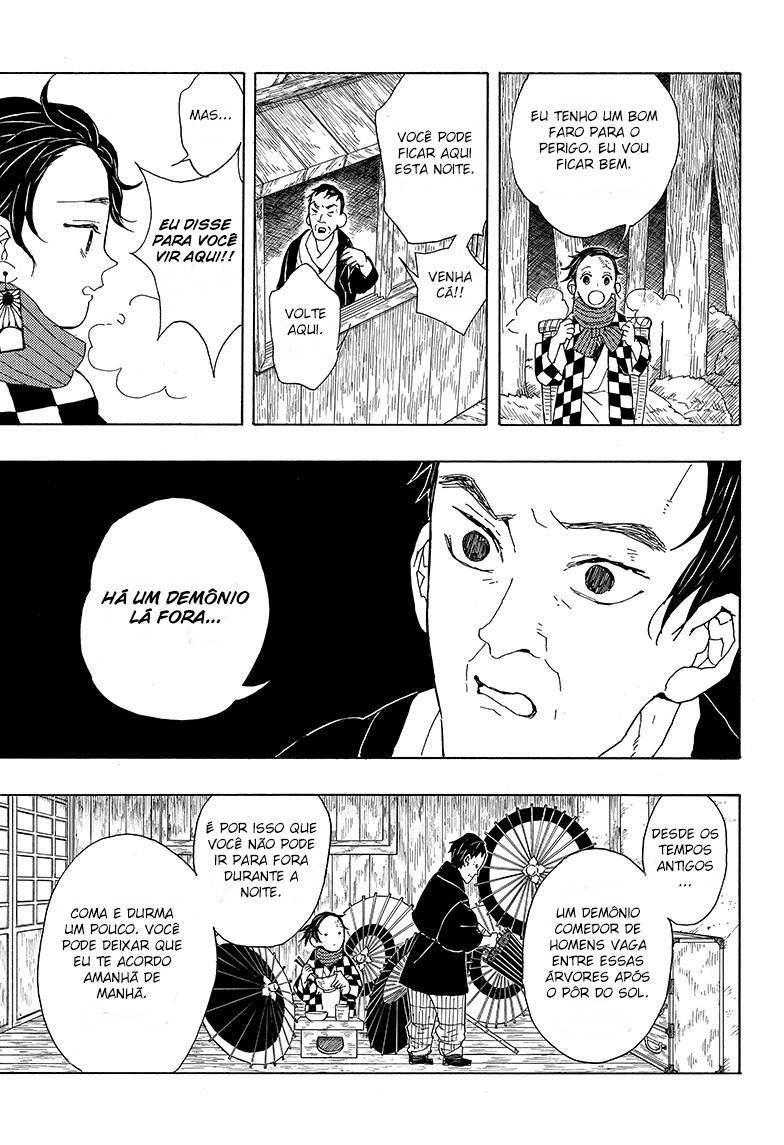 EU TENHO UM BOM
FARO PARA O
PERIGO. EU VOU
FICAR BEM.
VOCÊ PODE
FICAR AQUI
ESTA NOITE.
VENHA
CÁ!!
VOLTE
AQUI.
MAS...
EU DISSE
PARA VOCÊ
VIR AQUI!!
HÁ UM DEMÔNIO
LÁ FORA...
DESDE OS
TEMPOS
ANTIGOS
...
UM DEMÔNIO
COMEDOR DE
HOMENS VAGA
ENTRE ESSAS
ÁRVORES APÓS
O PÔR DO SOL.
É POR ISSO QUE
VOCÊ NÃO PODE
IR PARA FORA
DURANTE A
NOITE.
COMA E DURMA
UM POUCO. VOCÊ
PODE DEIXAR QUE
EU TE ACORDO
AMANHÃ DE
MANHÃ.